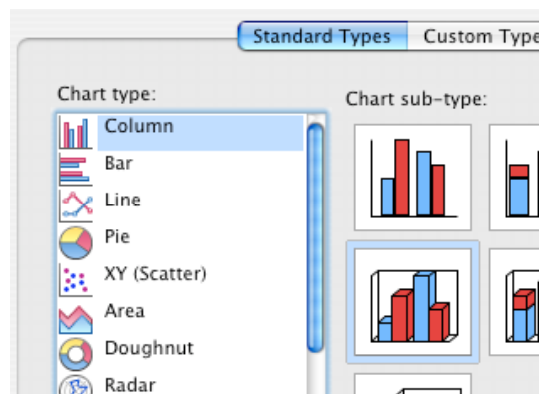 Standard Types
Custom Type
Chart type:
Chart sub-type:
Column
Bar
Line
Pie
XY (Scatter)
Area
Doughnut
Radar